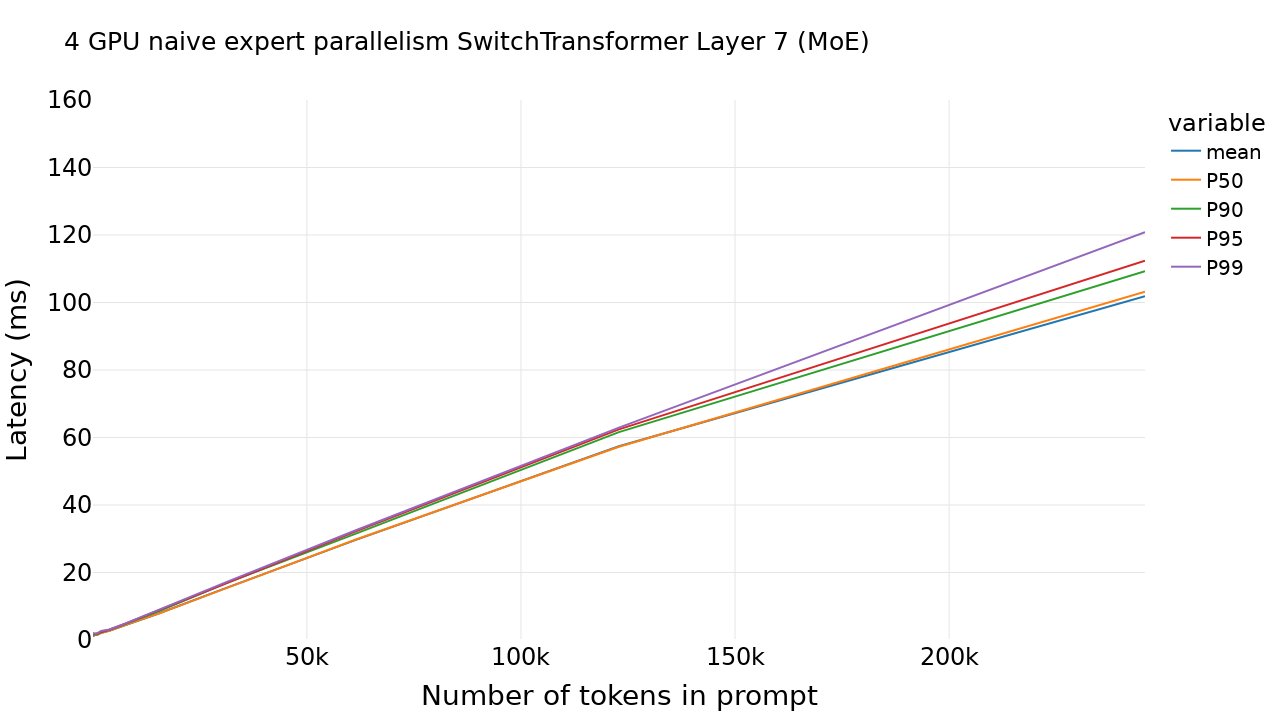 4 GPU naive expert parallelism SwitchTransformer Layer 7 (MoE)
160
140
120
100
80
60
40
20
0
Latency (ms)
50k
100k
150k
200k
Number of tokens in prompt
variable
mean
P50
P90
P95
P99